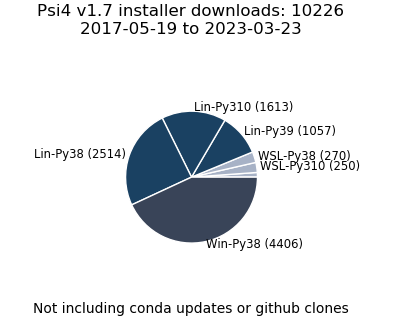 Psi4 v1.7 installer downloads: 10226
2017-05-19 to 2023-03-23
Lin-Py310 (1613)
Lin-Py39 (1057)
Lin-Py38 (2514)
WSL-Py38 (270)
WSL-Py310 (250)
Win-Py38 (4406)
Not including conda updates or github clones